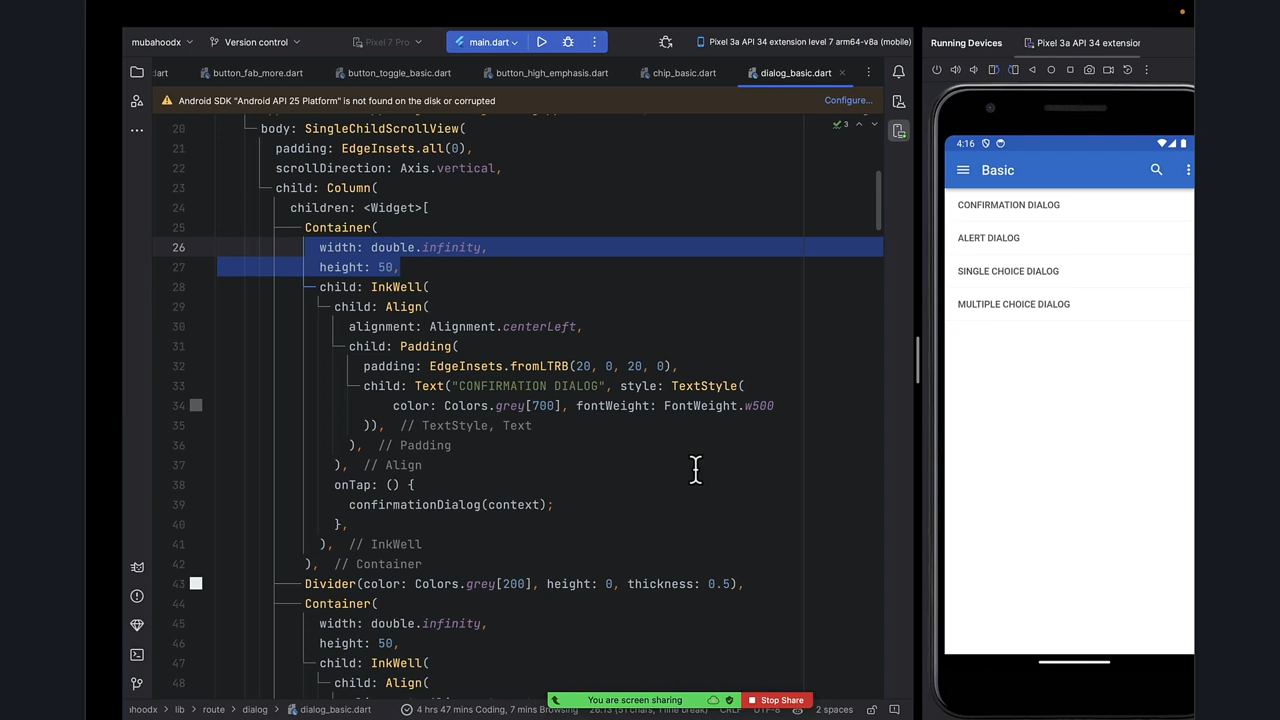 mubahoodx
Version control
Pixel 7 Pro
main.dart
Pixel 3a API 34 extension level 7 arm64-v8a (mobile)
Running Devices
Pixel 3a API 34 extension
.dart
button_fab_more.dart
button_toggle_basic.dart
button_high_emphasis.dart
chip_basic.dart
dialog_basic.dart
Android SDK "Android API 25 Platform" is not found on the disk or corrupted
Configure...
3
20 body: SingleChildScrollView(
21 padding: EdgeInsets.all(0),
22 scrollDirection: Axis.vertical,
23 child: Column(
24 children: <Widget>[
25 Container(
26 width: double.infinity,
27 height: 50,
28 child: InkWell(
29 child: Align(
30 alignment: Alignment.centerLeft,
31 child: Padding(
32 padding: EdgeInsets.fromLTRB(20, 0, 20, 0),
33 child: Text("CONFIRMATION DIALOG", style: TextStyle(
34 color: Colors.grey[700], fontWeight: FontWeight.w500
35 )), // TextStyle, Text
36 ), // Padding
37 ), // Align
38 onTap: () {
39 confirmationDialog(context);
40 },
41 ), // InkWell
42 ), // Container
43 Divider(color: Colors.grey[200], height: 0, thickness: 0.5),
44 Container(
45 width: double.infinity,
46 height: 50,
47 child: InkWell(
48 child: Align(
4:16
Basic
CONFIRMATION DIALOG
ALERT DIALOG
SINGLE CHOICE DIALOG
MULTIPLE CHOICE DIALOG
You are screen sharing
Stop Share
lib
route
dialog
dialog_basic.dart
4 hrs 47 mins Coding, 7 mins Browsing
2 spaces